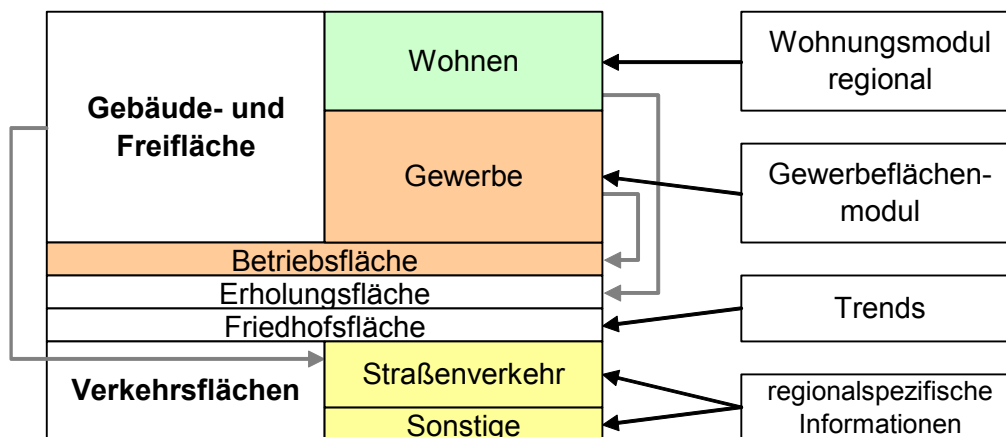 Wohnen
Gebäude- und
Freifläche
Gewerbe
Betriebsfläche
Erholungsfläche
Friedhofsfläche
Verkehrsflächen
Straßenverkehr
Sonstige
Wohnungsmodul
regional
Gewerbeflächen-
modul
Trends
regionalspezifische
Informationen